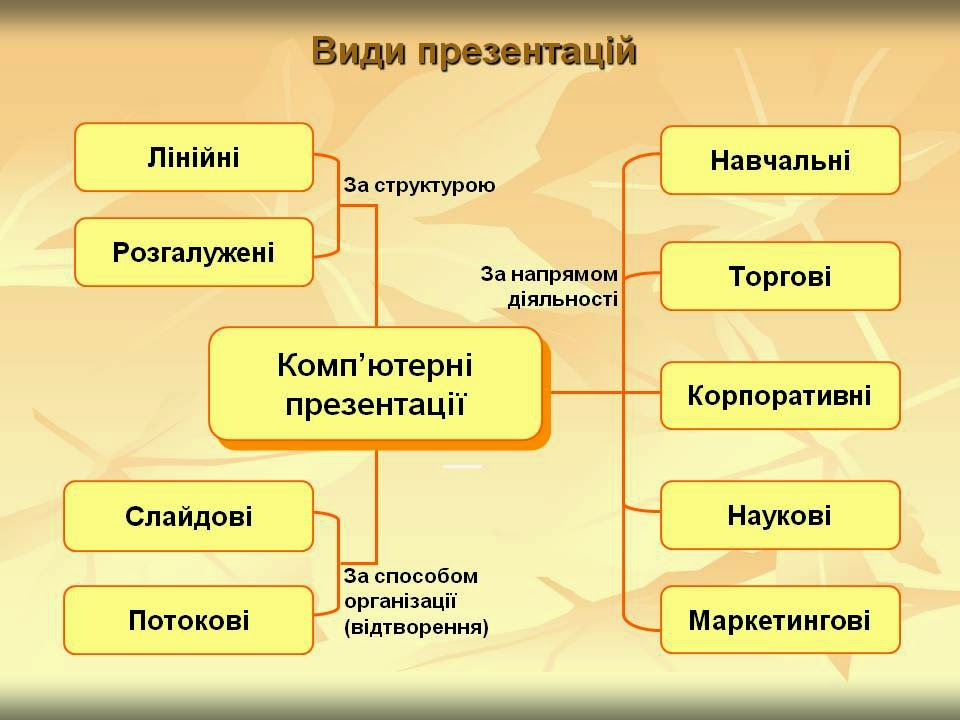 Види презентацій
Лінійні
Розгалужені
За структурою
Навчальні
За напрямом
діяльності
Торгові
Комп’ютерні
презентації
Корпоративні
Слайдові
Потокові
За способом
організації
(відтворення)
Наукові
Маркетингові